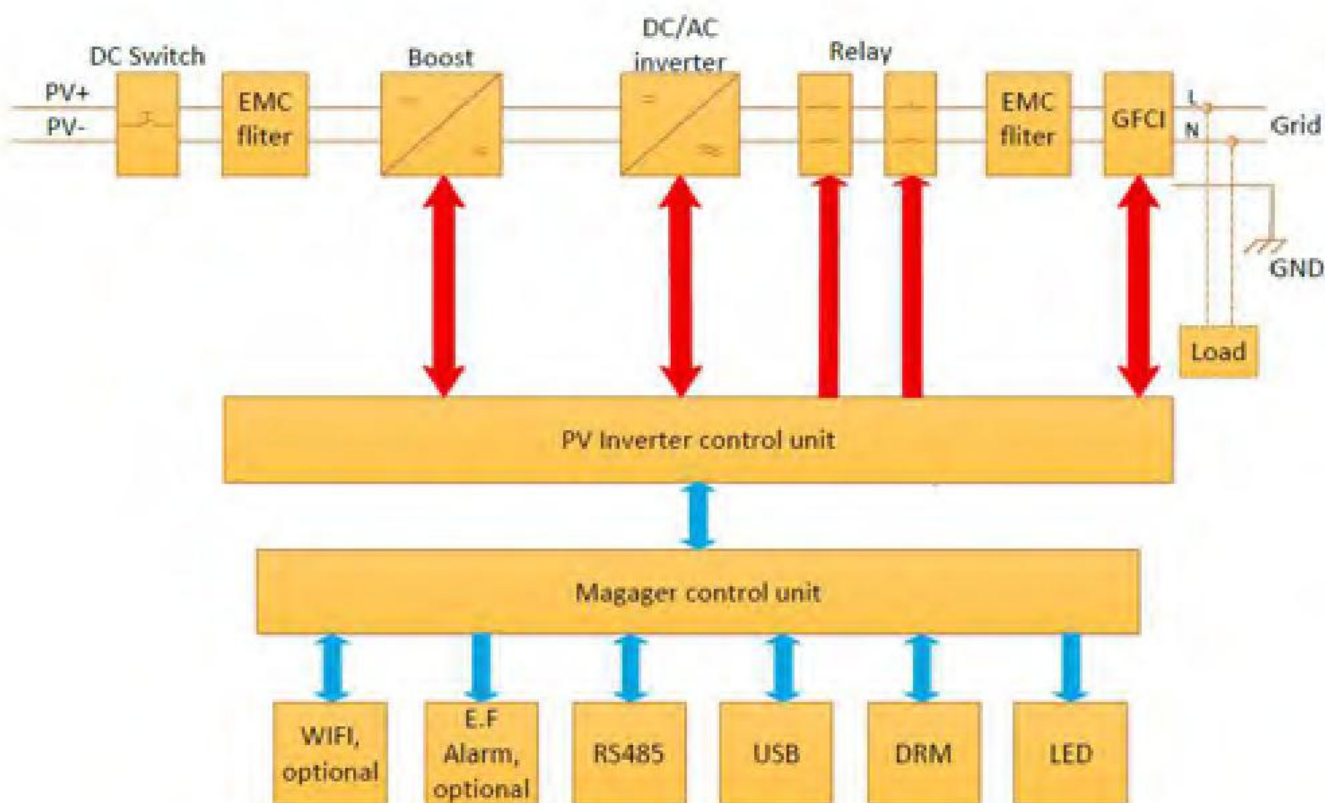 DC Switch
Boost
DC/AC
inverter
Relay
PV+
PV-
EMC
fliter
EMC
fliter
GFCI
L
N
Grid
GND
Load
PV Inverter control unit
Magager control unit
WIFI,
optional
E.F
Alarm,
optional
RS485
USB
DRM
LED